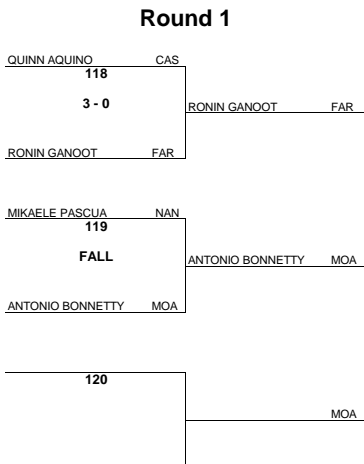 Round 1
QUINN AQUINO CAS
118
3 - 0
RONIN GANOOT FAR
RONIN GANOOT FAR
MIKAELE PASCUA NAN
119
FALL
ANTONIO BONNETTY MOA
ANTONIO BONNETTY MOA
120
MOA